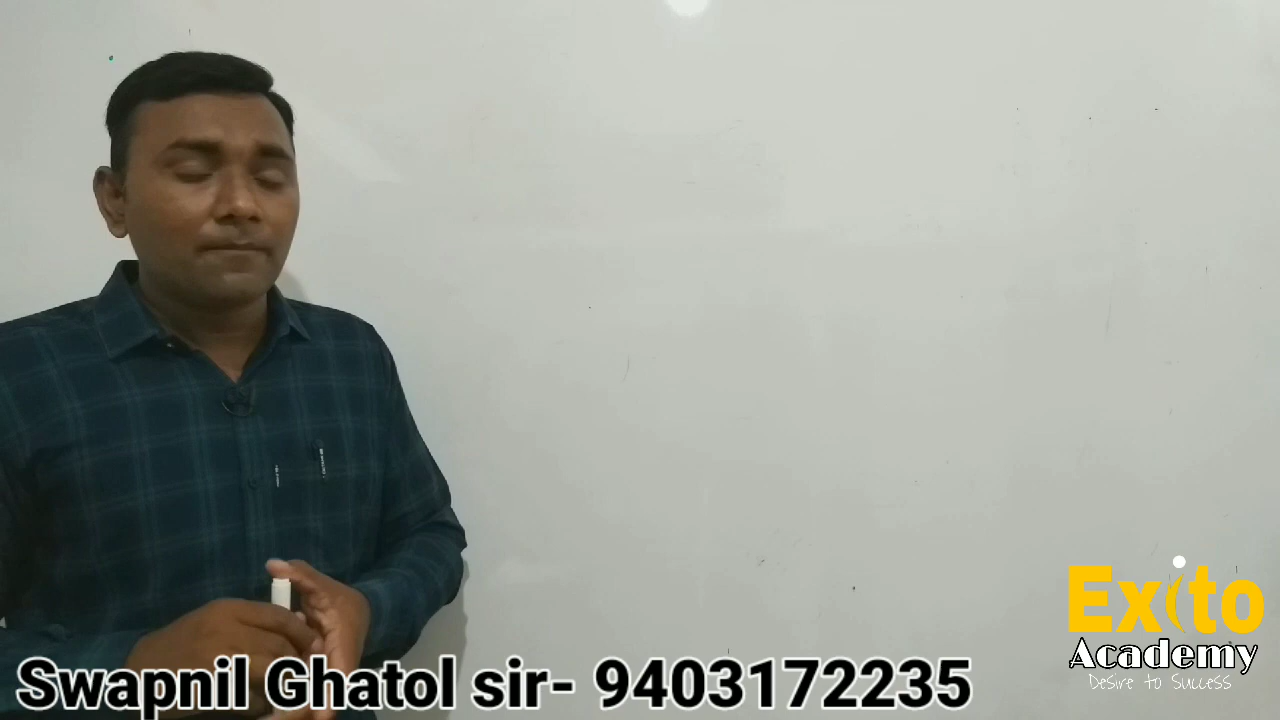 Swapnil Ghatol sir- 9403172235
Exito
Academy
Desire to Success